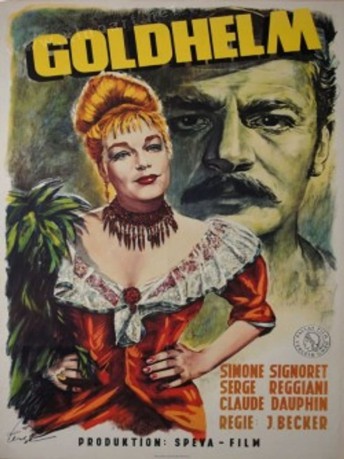 GOLDHELM
SIMONE SIGNORET
SERGE REGGIANI
CLAUDE DAUPHIN
REGIE: J. BECKER
PRODUKTION: SPEVA - FILM